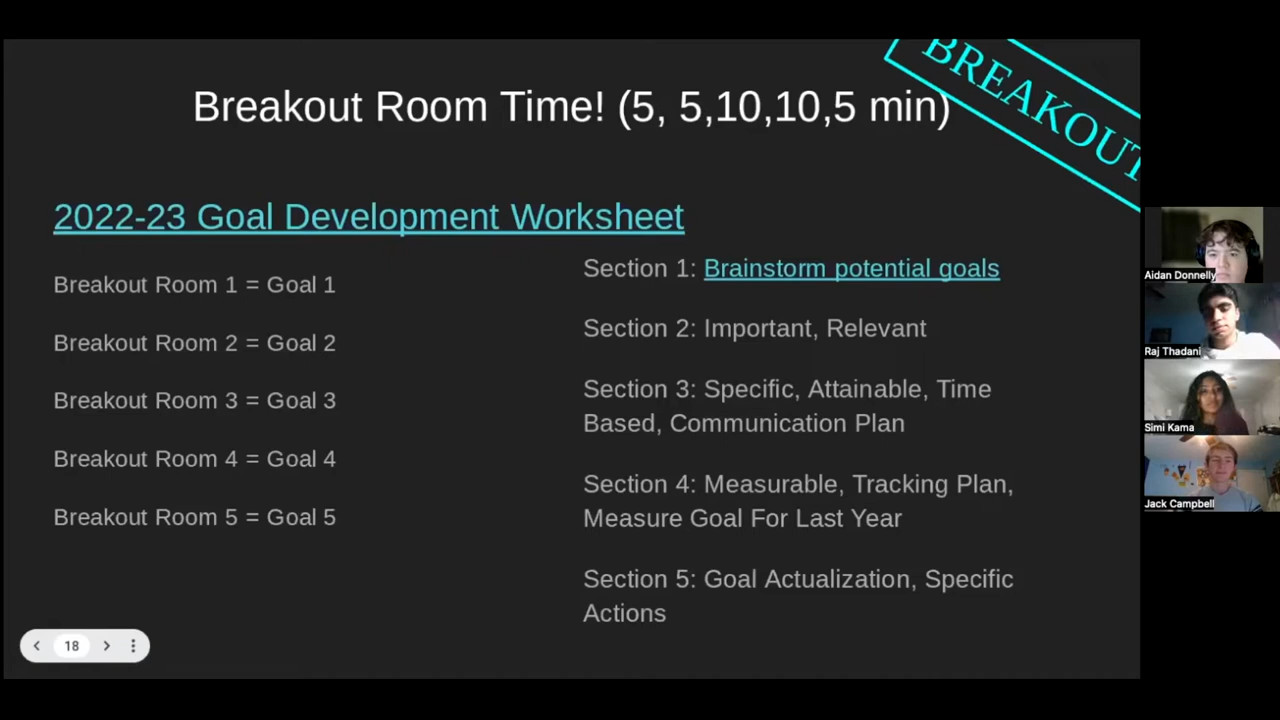 BREAKOUT
Breakout Room Time! (5, 5,10,10,5 min)
2022-23 Goal Development Worksheet
Breakout Room 1 = Goal 1
Breakout Room 2 = Goal 2
Breakout Room 3 = Goal 3
Breakout Room 4 = Goal 4
Breakout Room 5 = Goal 5
Section 1: Brainstorm potential goals
Section 2: Important, Relevant
Section 3: Specific, Attainable, Time
Based, Communication Plan
Section 4: Measurable, Tracking Plan,
Measure Goal For Last Year
Section 5: Goal Actualization, Specific
Actions
18
Aidan Donnelly
Raj Thadani
Simi Kama
Jack Campbell